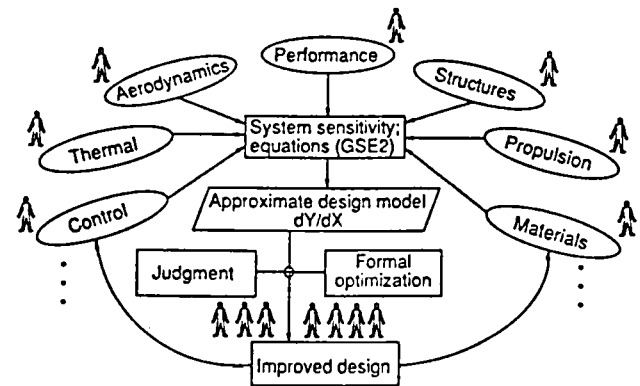 Performance
Aerodynamics
Structures
System sensitivity;
equations (GSE2)
Thermal
Propulsion
Approximate design model
dY/dX
Control
Materials
Judgment
Formal
optimization
Improved design